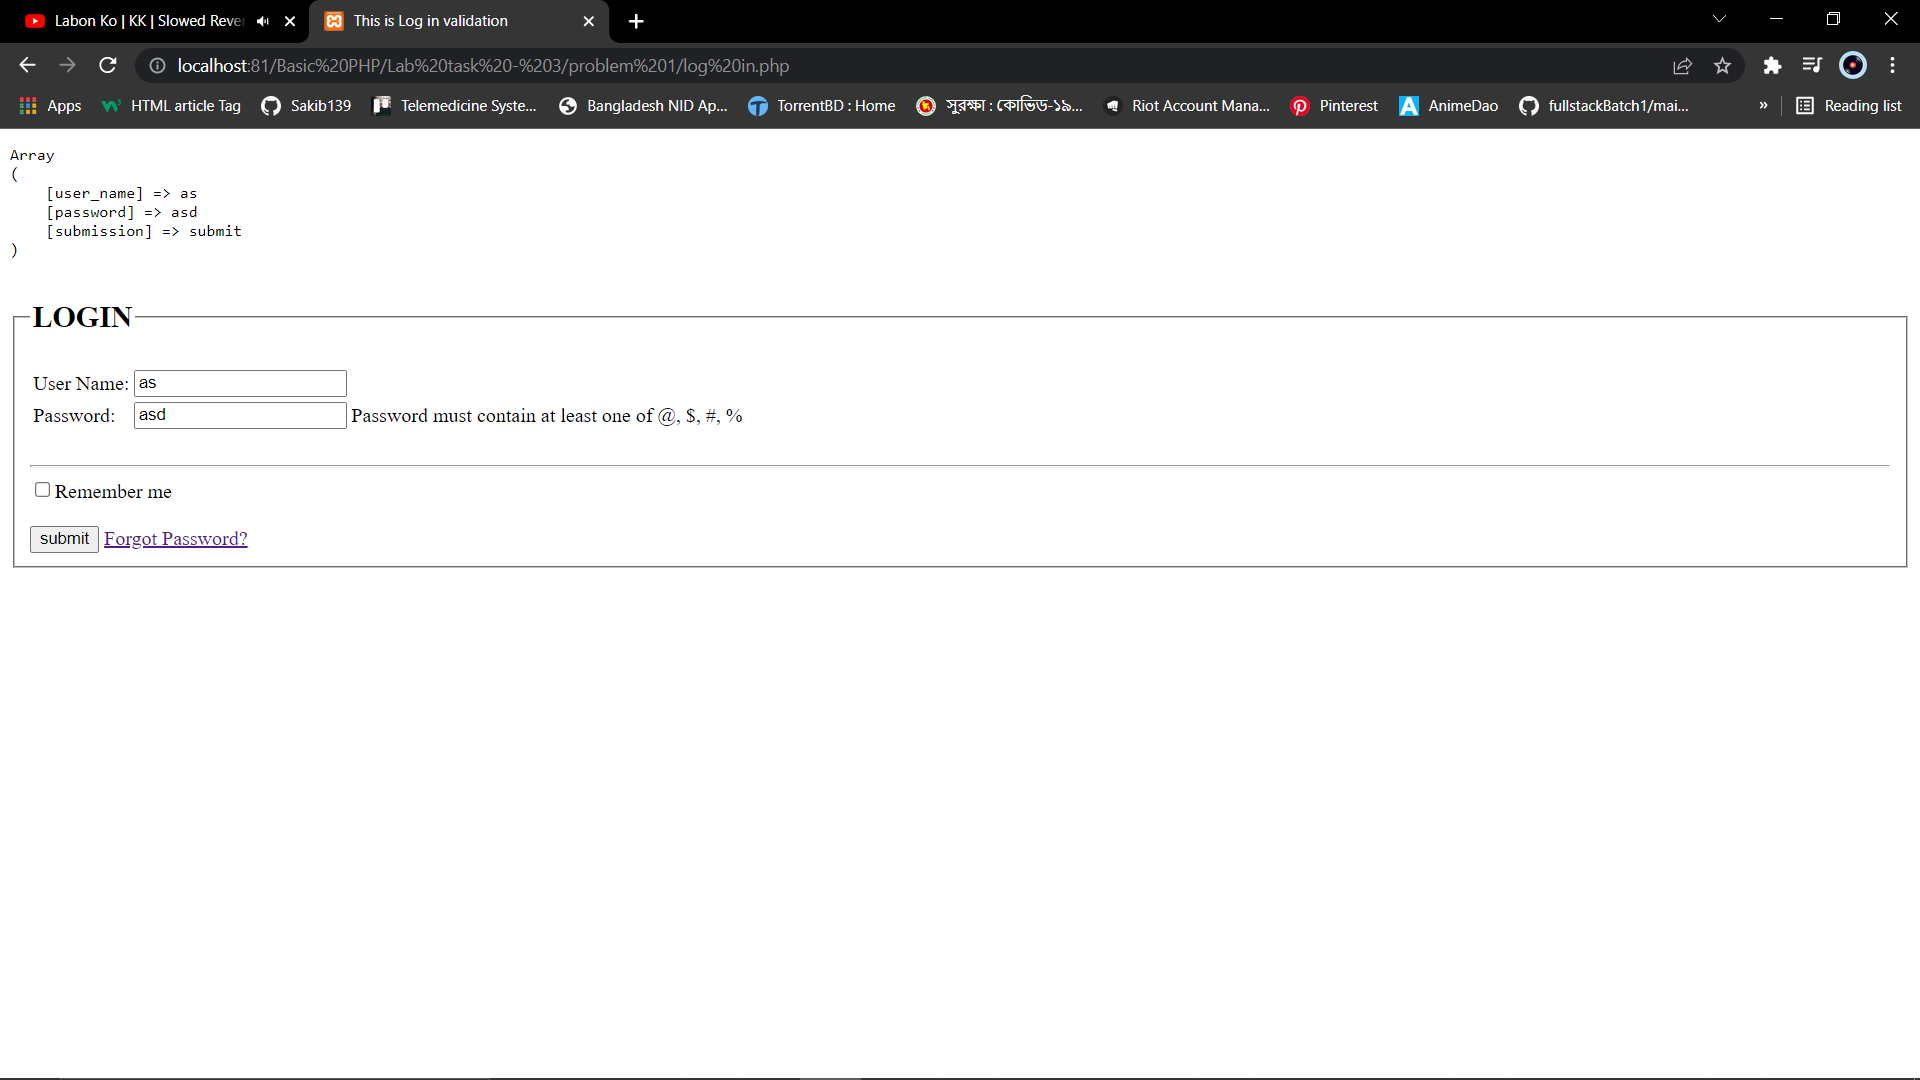 Labon Ko | KK | Slowed Rever
This is Log in validation
localhost:81/Basic%20PHP/Lab%20task%20-%203/problem%201/log%20in.php
Apps
HTML article Tag
Sakib139
Telemedicine Syste...
Bangladesh NID Ap...
TorrentBD : Home
সুরক্ষা : কোভিড-১৯...
Riot Account Mana...
Pinterest
AnimeDao
fullstackBatch1/mai...
»
Reading list
Array
(
[user_name] => as
[password] => asd
[submission] => submit
)
LOGIN
User Name: as
Password: asd Password must contain at least one of @, $, #, %
Remember me
submit Forgot Password?